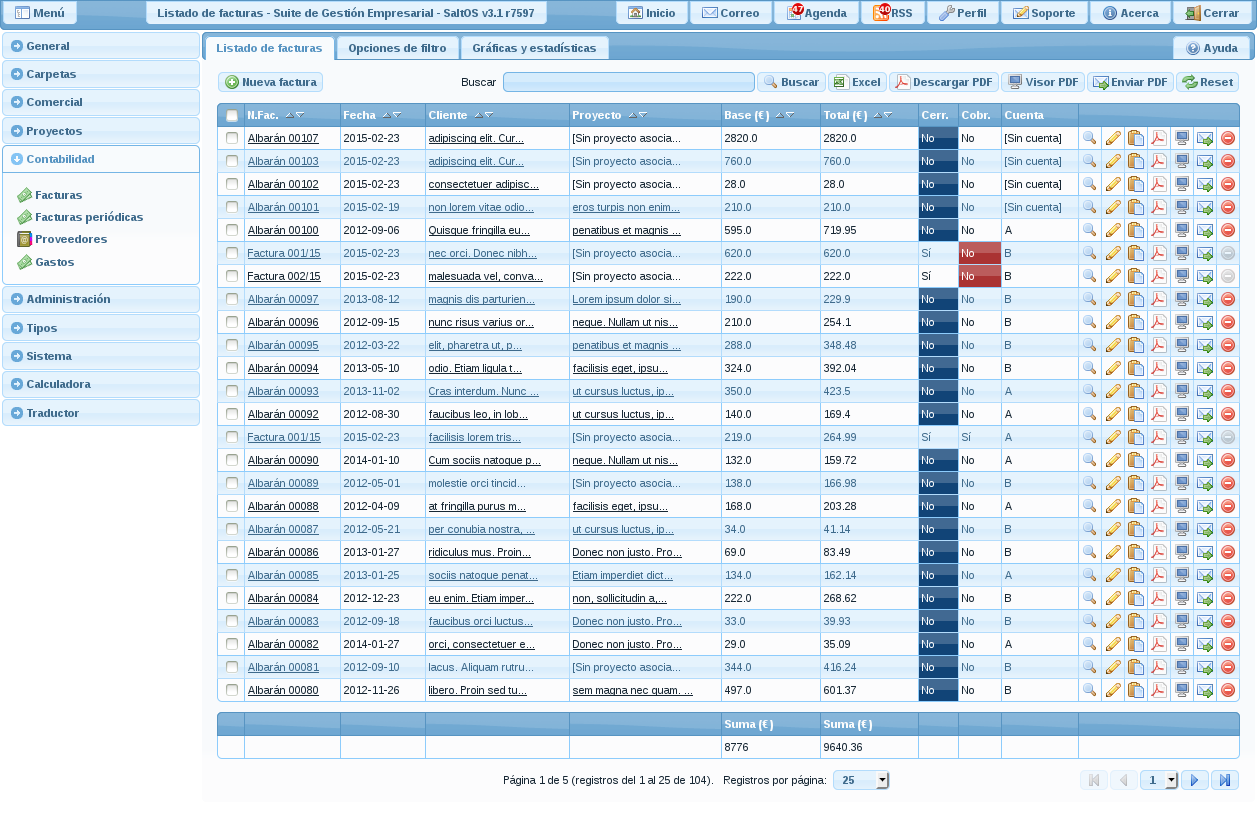 Menú Listado de facturas - Suite de Gestión Empresarial - SaltOS v3.1 r7597 Inicio Correo 47 Agenda 40 RSS Perfil Soporte Acerca Cerrar
General
Carpetas
Comercial
Proyectos
Contabilidad
Facturas
Facturas periódicas
Proveedores
Gastos
Administración
Tipos
Sistema
Calculadora
Traductor
Listado de facturas Opciones de filtro Gráficas y estadísticas Ayuda
Nueva factura Buscar Buscar Excel Descargar PDF Visor PDF Enviar PDF Reset
N.Fac. Fecha Cliente Proyecto Base (€) Total (€) Cerr. Cobr. Cuenta
Albarán 00107 2015-02-23 adipiscing elit. Cur... [Sin proyecto asocia... 2820.0 2820.0 No No [Sin cuenta]
Albarán 00103 2015-02-23 adipiscing elit. Cur... [Sin proyecto asocia... 760.0 760.0 No No [Sin cuenta]
Albarán 00102 2015-02-23 consectetuer adipisc... [Sin proyecto asocia... 28.0 28.0 No No [Sin cuenta]
Albarán 00101 2015-02-19 non lorem vitae odio... eros turpis non enim... 210.0 210.0 No No [Sin cuenta]
Albarán 00100 2012-09-06 Quisque fringilla eu... penatibus et magnis ... 595.0 719.95 No No A
Factura 001/15 2015-02-23 nec orci. Donec nibh... [Sin proyecto asocia... 620.0 620.0 Sí No B
Factura 002/15 2015-02-23 malesuada vel, conva... [Sin proyecto asocia... 222.0 222.0 Sí No B
Albarán 00097 2013-08-12 magnis dis parturien... Lorem ipsum dolor si... 190.0 229.9 No No B
Albarán 00096 2012-09-15 nunc risus varius or... neque. Nullam ut nis... 210.0 254.1 No No B
Albarán 00095 2012-03-22 elit, pharetra ut, p... penatibus et magnis ... 288.0 348.48 No No B
Albarán 00094 2013-05-10 odio. Etiam ligula t... facilisis eget, ipsu... 324.0 392.04 No No B
Albarán 00093 2013-11-02 Cras interdum. Nunc ... ut cursus luctus, ip... 350.0 423.5 No No A
Albarán 00092 2012-08-30 faucibus leo, in lob... ut cursus luctus, ip... 140.0 169.4 No No A
Factura 001/15 2015-02-23 facilisis lorem tris... [Sin proyecto asocia... 219.0 264.99 Sí Sí A
Albarán 00090 2014-01-10 Cum sociis natoque p... neque. Nullam ut nis... 132.0 159.72 No No A
Albarán 00089 2012-05-01 molestie orci tincid... [Sin proyecto asocia... 138.0 166.98 No No B
Albarán 00088 2012-04-09 at fringilla purus m... facilisis eget, ipsu... 168.0 203.28 No No A
Albarán 00087 2012-05-21 per conubia nostra, ... ut cursus luctus, ip... 34.0 41.14 No No B
Albarán 00086 2013-01-27 ridiculus mus. Proin... Donec non justo. Pro... 69.0 83.49 No No B
Albarán 00085 2013-01-25 sociis natoque penat... Etiam imperdiet dict... 134.0 162.14 No No A
Albarán 00084 2012-12-23 eu enim. Etiam imper... non, sollicitudin a,... 222.0 268.62 No No B
Albarán 00083 2012-09-18 faucibus orci luctus... Donec non justo. Pro... 33.0 39.93 No No B
Albarán 00082 2014-01-27 orci, consectetuer e... Donec non justo. Pro... 29.0 35.09 No No A
Albarán 00081 2012-09-10 lacus. Aliquam rutru... [Sin proyecto asocia... 344.0 416.24 No No B
Albarán 00080 2012-11-26 libero. Proin sed tu... sem magna nec quam. ... 497.0 601.37 No No B
Suma (€) Suma (€)
8776 9640.36
Página 1 de 5 (registros del 1 al 25 de 104). Registros por página: 25 1